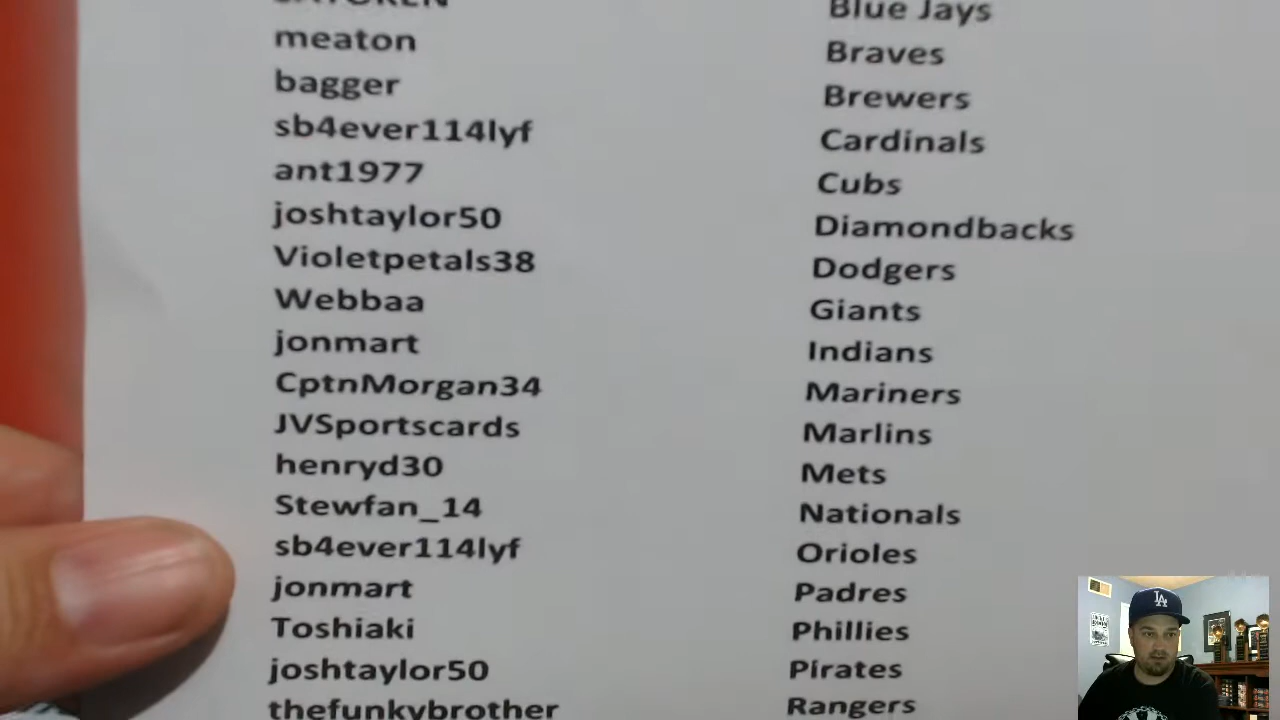 Blue Jays
meaton Braves
bagger Brewers
sb4ever114lyf Cardinals
ant1977 Cubs
joshtaylor50 Diamondbacks
Violetpetals38 Dodgers
Webbaa Giants
jonmart Indians
CptnMorgan34 Mariners
JVSportscards Marlins
henryd30 Mets
Stewfan_14 Nationals
sb4ever114lyf Orioles
jonmart Padres
Toshiaki Phillies
joshtaylor50 Pirates
thefunkybrother Rangers
LA